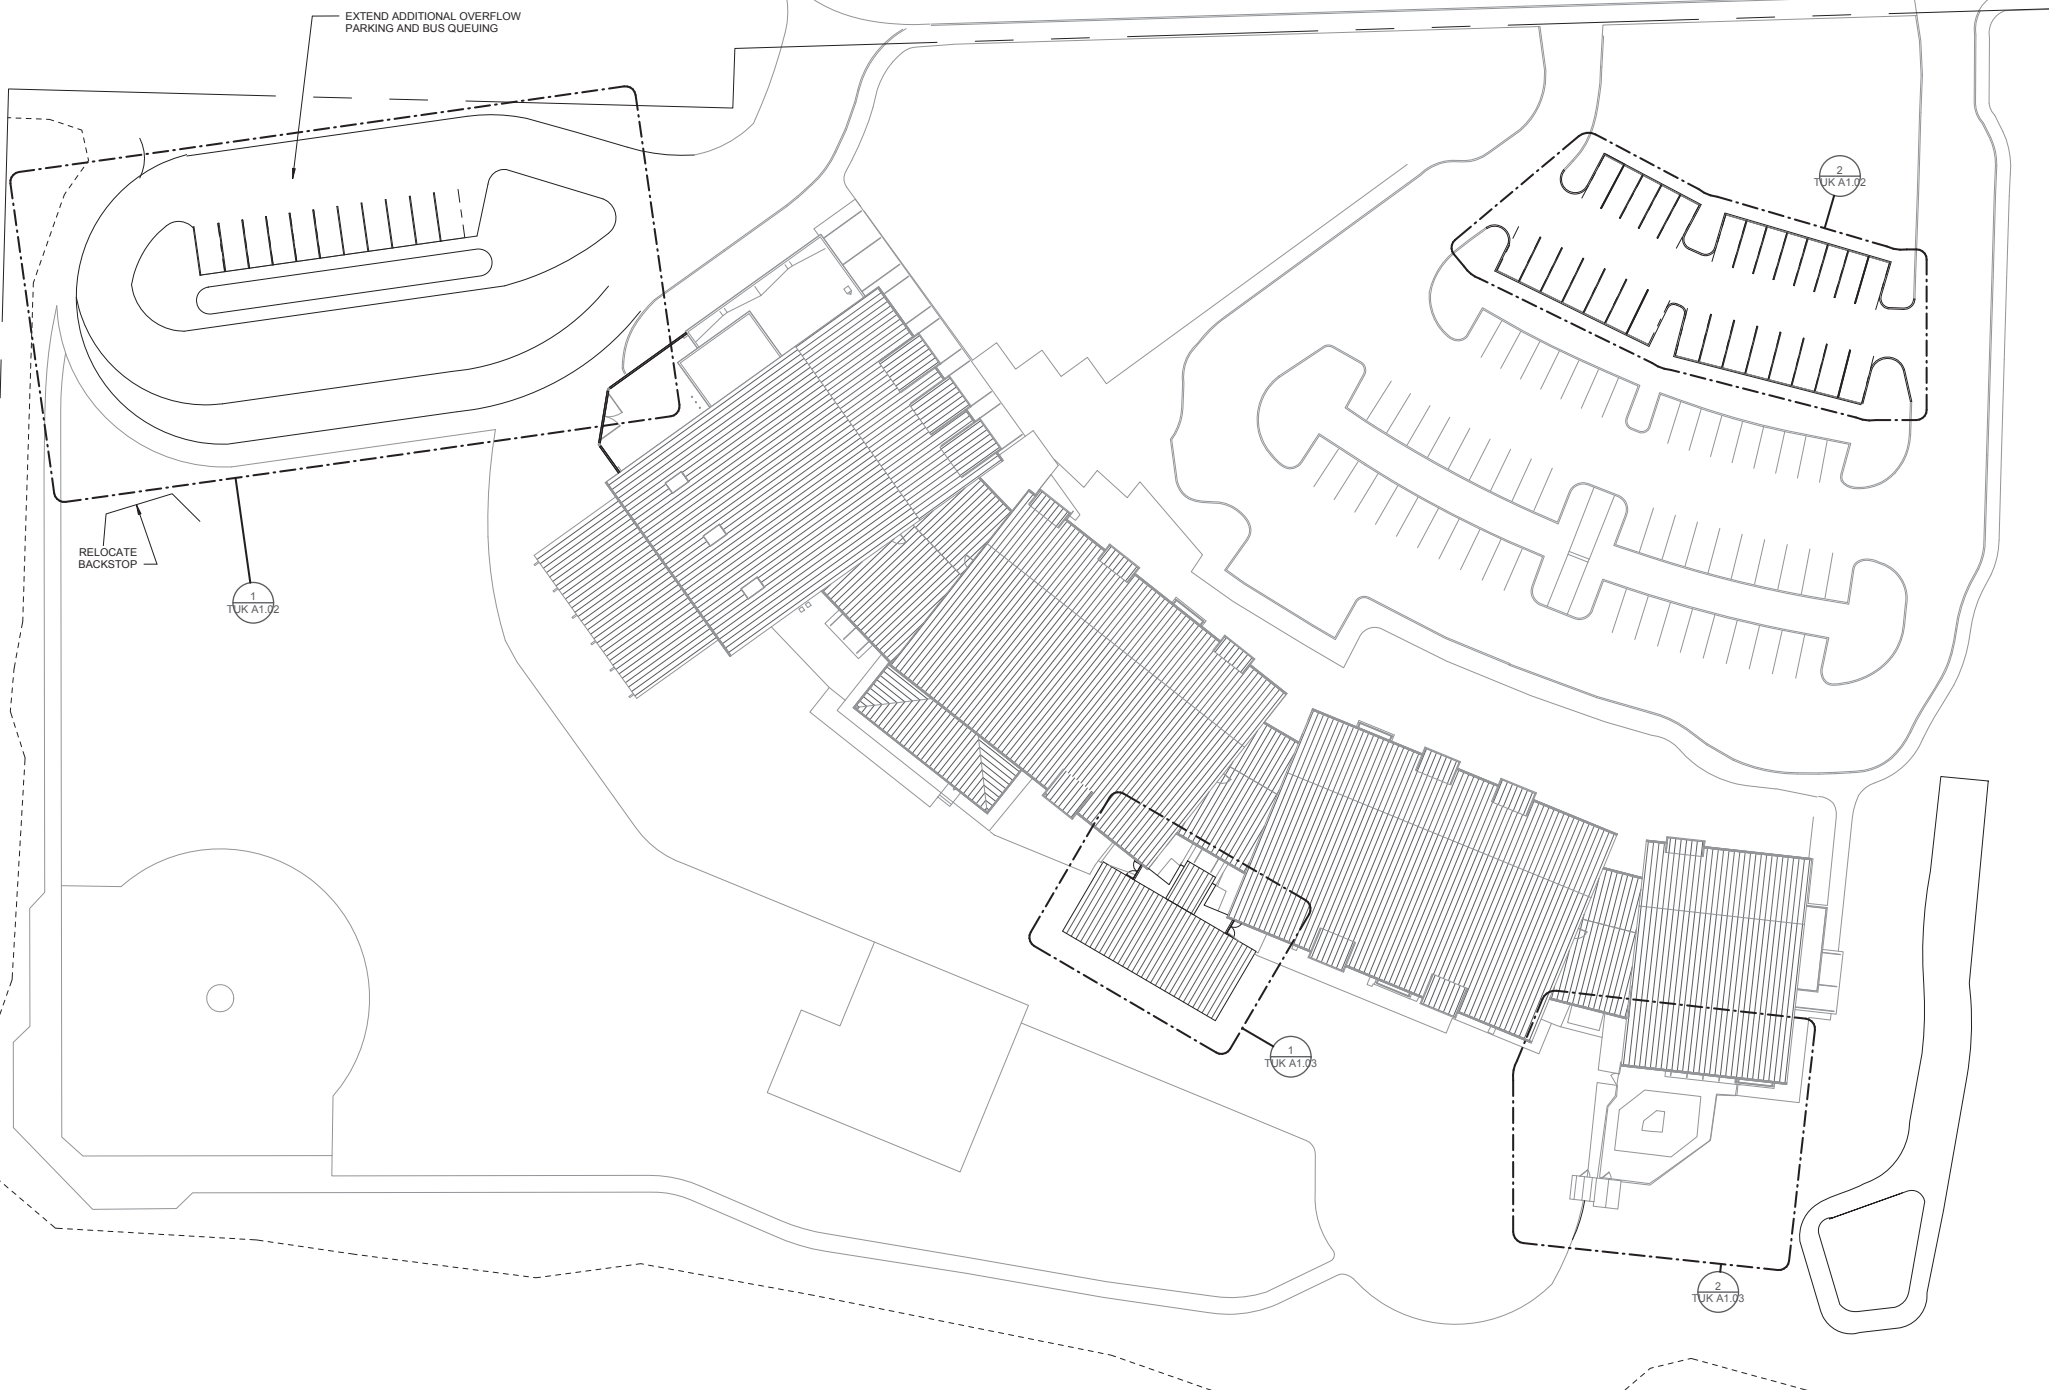 EXTEND ADDITIONAL OVERFLOW
PARKING AND BUS QUEUING
2
TUK A1.02
RELOCATE
BACKSTOP
1
TUK A1.02
1
TUK A1.03
2
TUK A1.03